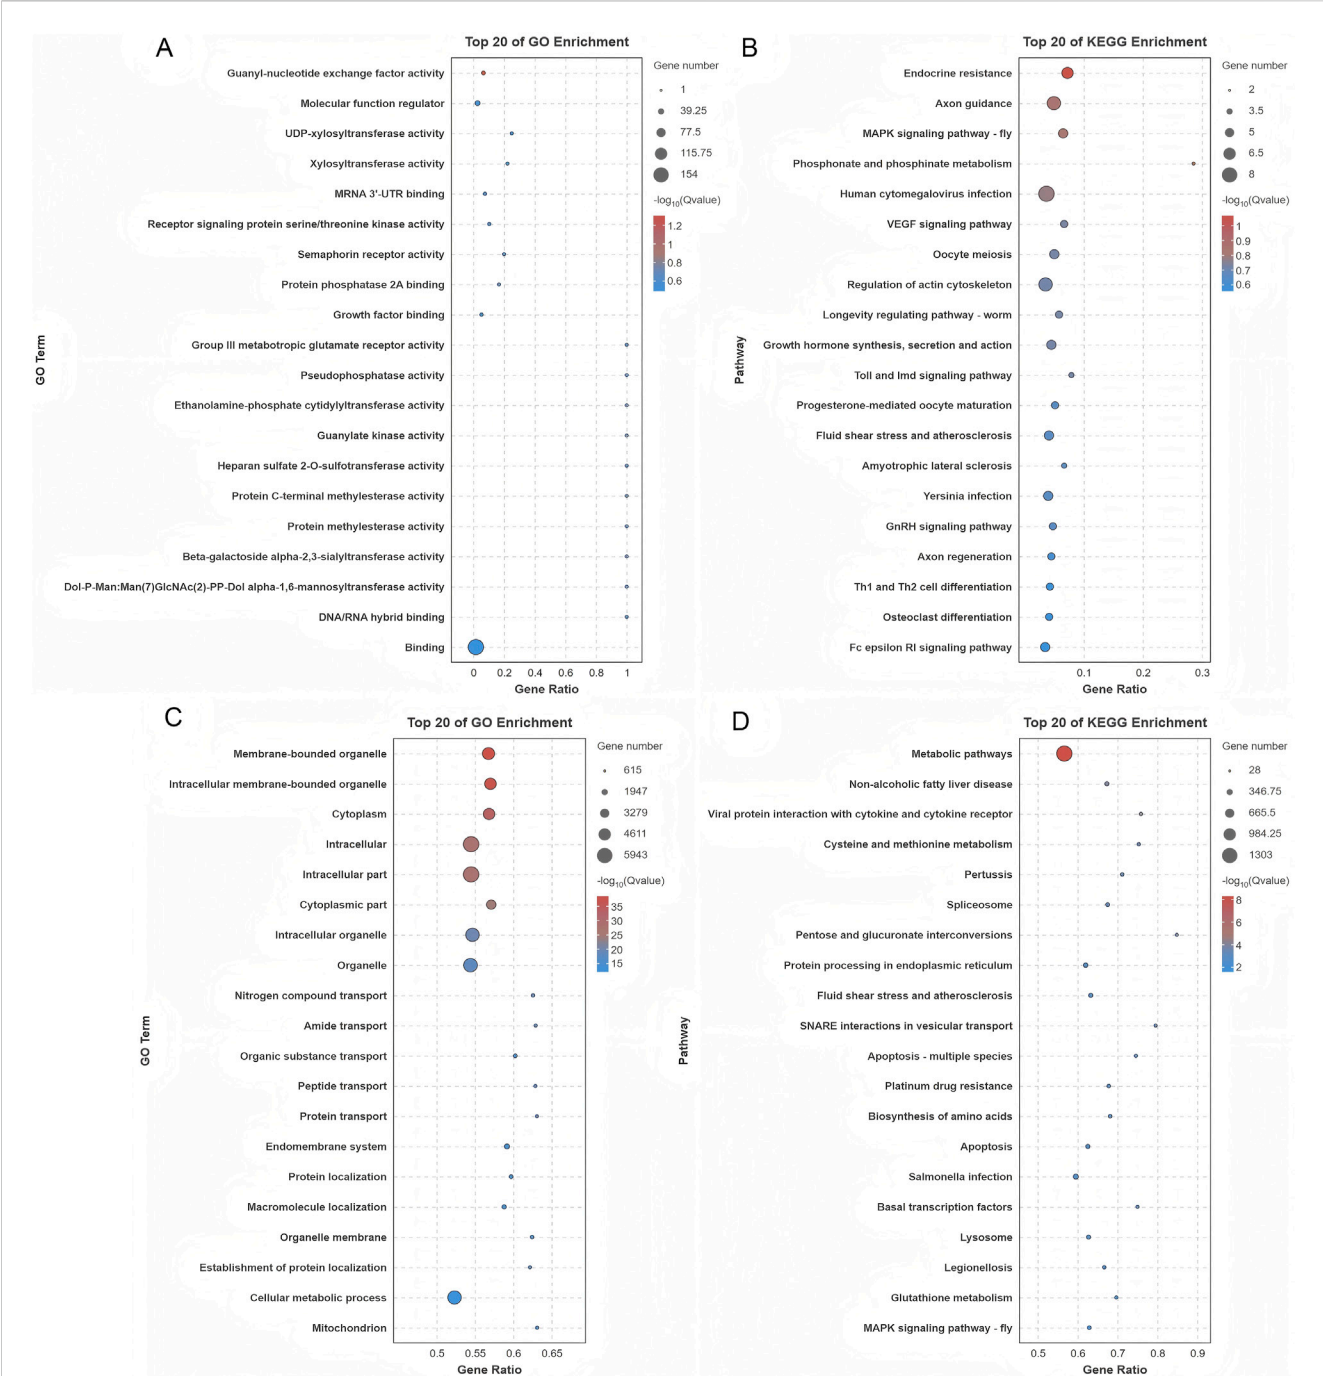 A
Top 20 of GO Enrichment
Guanyl-nucleotide exchange factor activity
Molecular function regulator
UDP-xylosyltransferase activity
Xylosyltransferase activity
MRNA 3'-UTR binding
Receptor signaling protein serine/threonine kinase activity
Semaphorin receptor activity
Protein phosphatase 2A binding
Growth factor binding
Group III metabotropic glutamate receptor activity
Pseudophosphatase activity
Ethanolamine-phosphate cytidylyltransferase activity
Guanylate kinase activity
Heparan sulfate 2-O-sulfotransferase activity
Protein C-terminal methylesterase activity
Protein methylesterase activity
Beta-galactoside alpha-2,3-sialyltransferase activity
Dol-P-Man:Man(7)GlcNAc(2)-PP-Dol alpha-1,6-mannosyltransferase activity
DNA/RNA hybrid binding
Binding
GO Term
0 0.2 0.4 0.6 0.8 1
Gene Ratio
Gene number
1
39.25
77.5
115.75
154
-log10(Qvalue)
1.2
1
0.8
0.6
B
Top 20 of KEGG Enrichment
Endocrine resistance
Axon guidance
MAPK signaling pathway - fly
Phosphonate and phosphinate metabolism
Human cytomegalovirus infection
VEGF signaling pathway
Oocyte meiosis
Regulation of actin cytoskeleton
Longevity regulating pathway - worm
Growth hormone synthesis, secretion and action
Toll and Imd signaling pathway
Progesterone-mediated oocyte maturation
Fluid shear stress and atherosclerosis
Amyotrophic lateral sclerosis
Yersinia infection
GnRH signaling pathway
Axon regeneration
Th1 and Th2 cell differentiation
Osteoclast differentiation
Fc epsilon RI signaling pathway
Pathway
0.1 0.2 0.3
Gene Ratio
Gene number
2
3.5
5
6.5
8
-log10(Qvalue)
1
0.9
0.8
0.7
0.6
C
Top 20 of GO Enrichment
Membrane-bounded organelle
Intracellular membrane-bounded organelle
Cytoplasm
Intracellular
Intracellular part
Cytoplasmic part
Intracellular organelle
Organelle
Nitrogen compound transport
Amide transport
Organic substance transport
Peptide transport
Protein transport
Endomembrane system
Protein localization
Macromolecule localization
Organelle membrane
Establishment of protein localization
Cellular metabolic process
Mitochondrion
GO Term
0.5 0.55 0.6 0.65
Gene Ratio
Gene number
615
1947
3279
4611
5943
-log10(Qvalue)
35
30
25
20
15
D
Top 20 of KEGG Enrichment
Metabolic pathways
Non-alcoholic fatty liver disease
Viral protein interaction with cytokine and cytokine receptor
Cysteine and methionine metabolism
Pertussis
Spliceosome
Pentose and glucuronate interconversions
Protein processing in endoplasmic reticulum
Fluid shear stress and atherosclerosis
SNARE interactions in vesicular transport
Apoptosis - multiple species
Platinum drug resistance
Biosynthesis of amino acids
Apoptosis
Salmonella infection
Basal transcription factors
Lysosome
Legionellosis
Glutathione metabolism
MAPK signaling pathway - fly
Pathway
0.5 0.6 0.7 0.8 0.9
Gene Ratio
Gene number
28
346.75
665.5
984.25
1303
-log10(Qvalue)
8
6
4
2